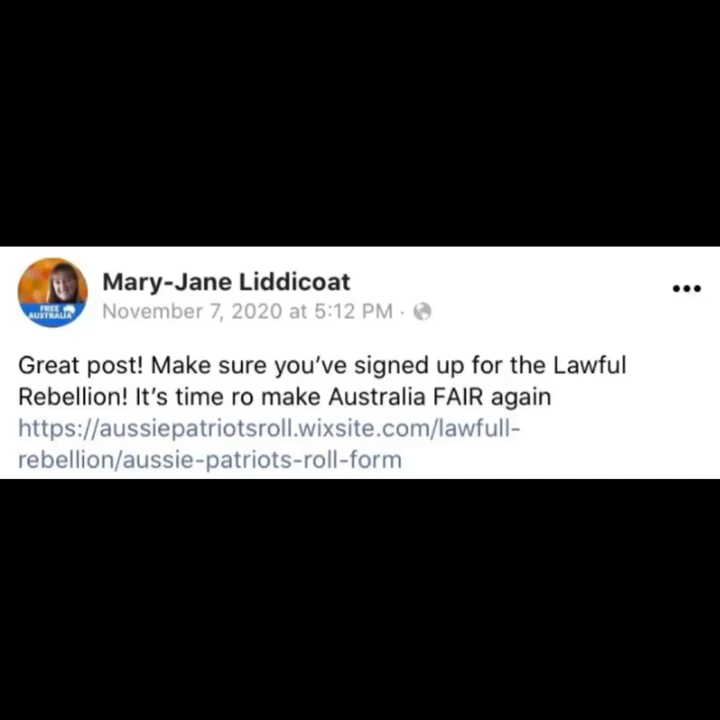 Mary-Jane Liddicoat
November 7, 2020 at 5:12 PM ·
FREE
AUSTRALIA
Great post! Make sure you've signed up for the Lawful
Rebellion! It's time ro make Australia FAIR again
https://aussiepatriotsroll.wixsite.com/lawfull-
rebellion/aussie-patriots-roll-form